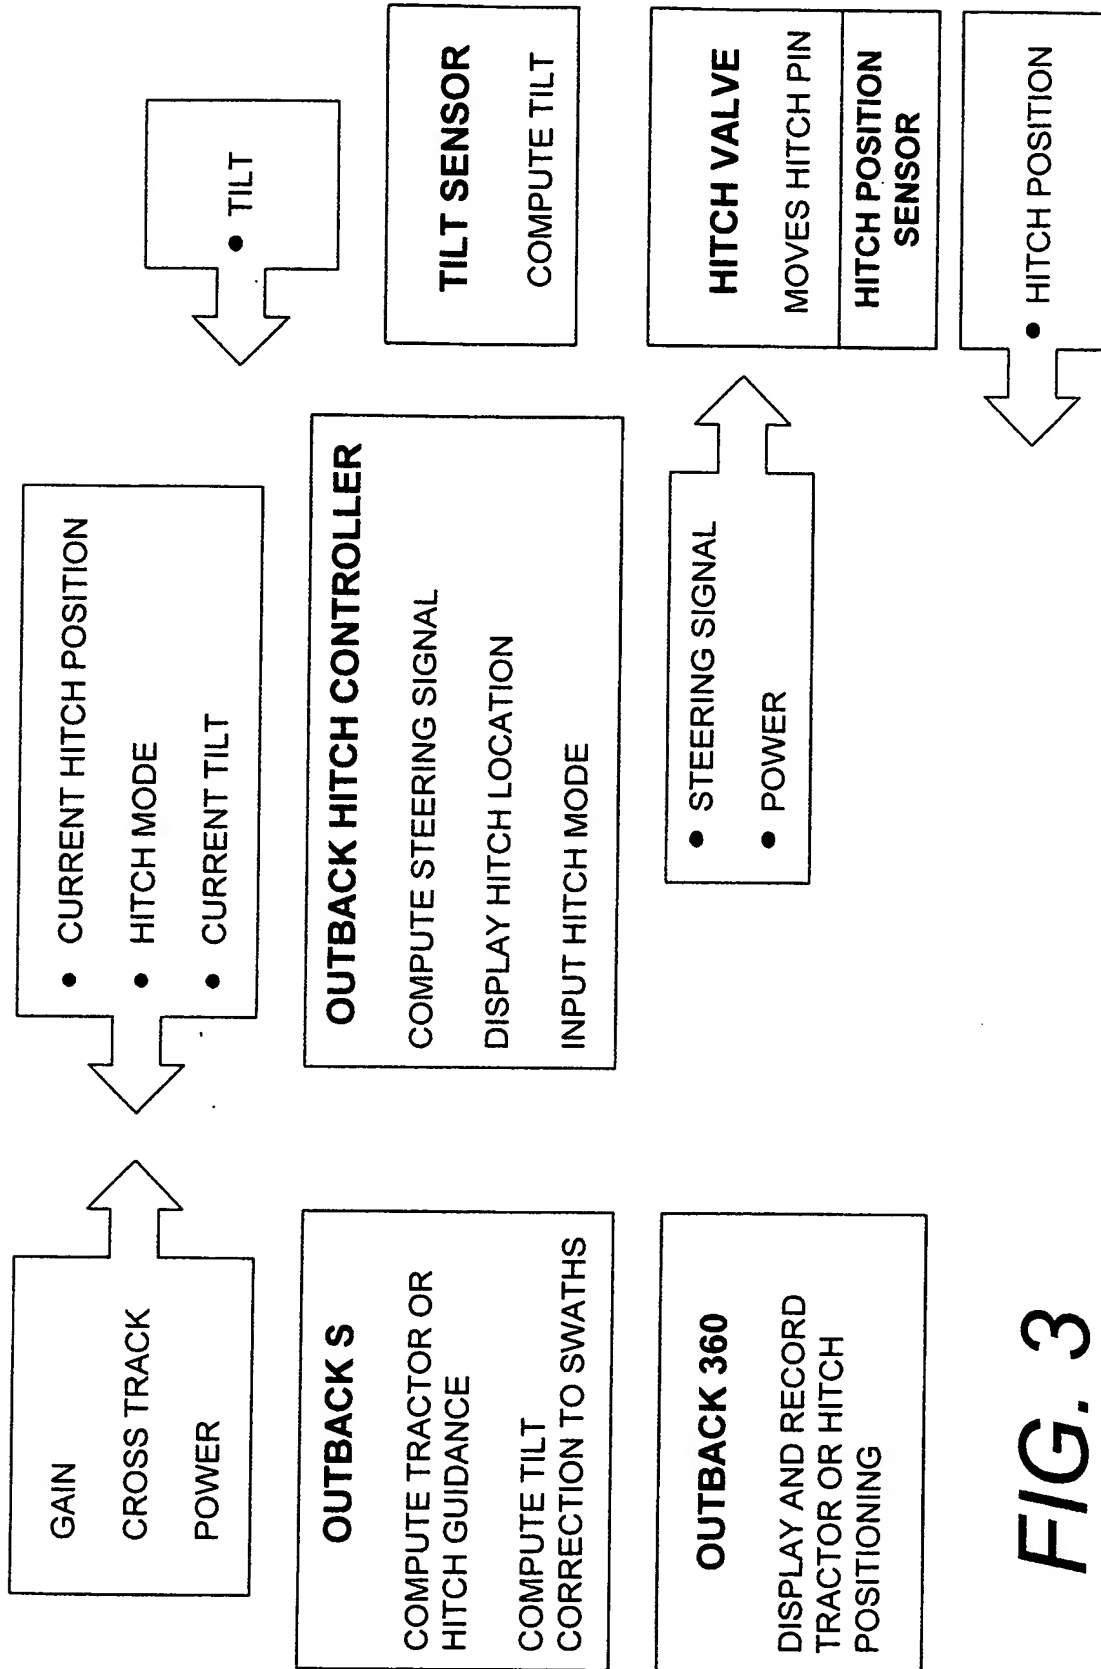 GAIN
CROSS TRACK
POWER
• CURRENT HITCH POSITION
• HITCH MODE
• CURRENT TILT
• TILT
OUTBACK S
COMPUTE TRACTOR OR
HITCH GUIDANCE
COMPUTE TILT
CORRECTION TO SWATHS
OUTBACK HITCH CONTROLLER
COMPUTE STEERING SIGNAL
DISPLAY HITCH LOCATION
INPUT HITCH MODE
TILT SENSOR
COMPUTE TILT
OUTBACK 360
DISPLAY AND RECORD
TRACTOR OR HITCH
POSITIONING
• STEERING SIGNAL
• POWER
HITCH VALVE
MOVES HITCH PIN
HITCH POSITION
SENSOR
• HITCH POSITION
FIG. 3